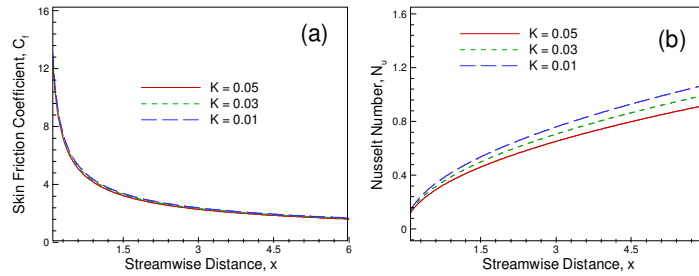 (a)
Skin Friction Coefficient, C_f
16
12
8
4
0
K = 0.05
K = 0.03
K = 0.01
1.5
3
4.5
6
Streamwise Distance, x
(b)
Nusselt Number, N_u
1.6
1.2
0.8
0.4
0
K = 0.05
K = 0.03
K = 0.01
1.5
3
4.5
Streamwise Distance, x